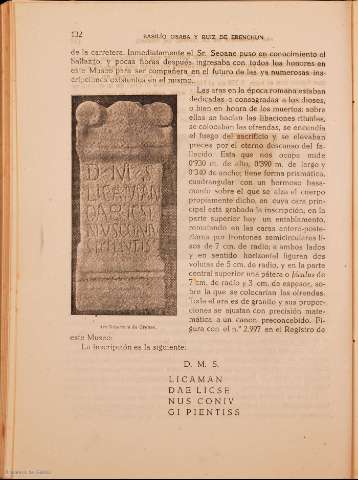 132
BASILIO OSABA Y RUIZ DE ERENCHUN
de la carretera. Inmediatamente el Sr. Seoane puso en conocimiento el
hallazgo, y pocas horas después ingresaba con todos los honores en
este Museo para ser compañera en el futuro de las ya numerosas ins-
cripciones existentes en el mismo.
Las aras en la época romana estaban
dedicadas o consagradas a los dioses,
o bien en honra de los muertos; sobre
ellas se hacían las libaciones rituales,
se colocaban las ofrendas, se encendía
el fuego del sacrificio y se elevaban
preces por el eterno descanso del fa-
llecido. Esta que nos ocupa mide
0'930 m. de alto, 0'390 m. de largo y
0'340 de ancho; tiene forma prismática,
cuadrangular con un hermoso basa-
mento sobre el que se alza el cuerpo
propiamente dicho, en cuya cara prin-
cipal está grabada la inscripción, en la
parte superior hay un entablamento,
rematando en las caras antero-poste-
riores por frontones semicirculares li-
sos de 7 cm. de radio; a ambos lados
y en sentido horizontal figuran dos
volutas de 5 cm. de radio, y en la parte
central superior una pátera o
de
7 cm. de radio y 3 cm. de espesor, so-
bre la que se colocarían las ofrendas.
Toda el ara es de granito y sus propor-
ciones se ajustan con precisión mate-
mática a un canon preconcebido. Fi-
gura con el n.º 2.997 en el Registro de
este Museo.
Ara funeraria de Orense.
La inscripción es la siguiente:
D. M. S.
LICAMAN
DAE LICSE
NUS CONIV
GI PIENTISS